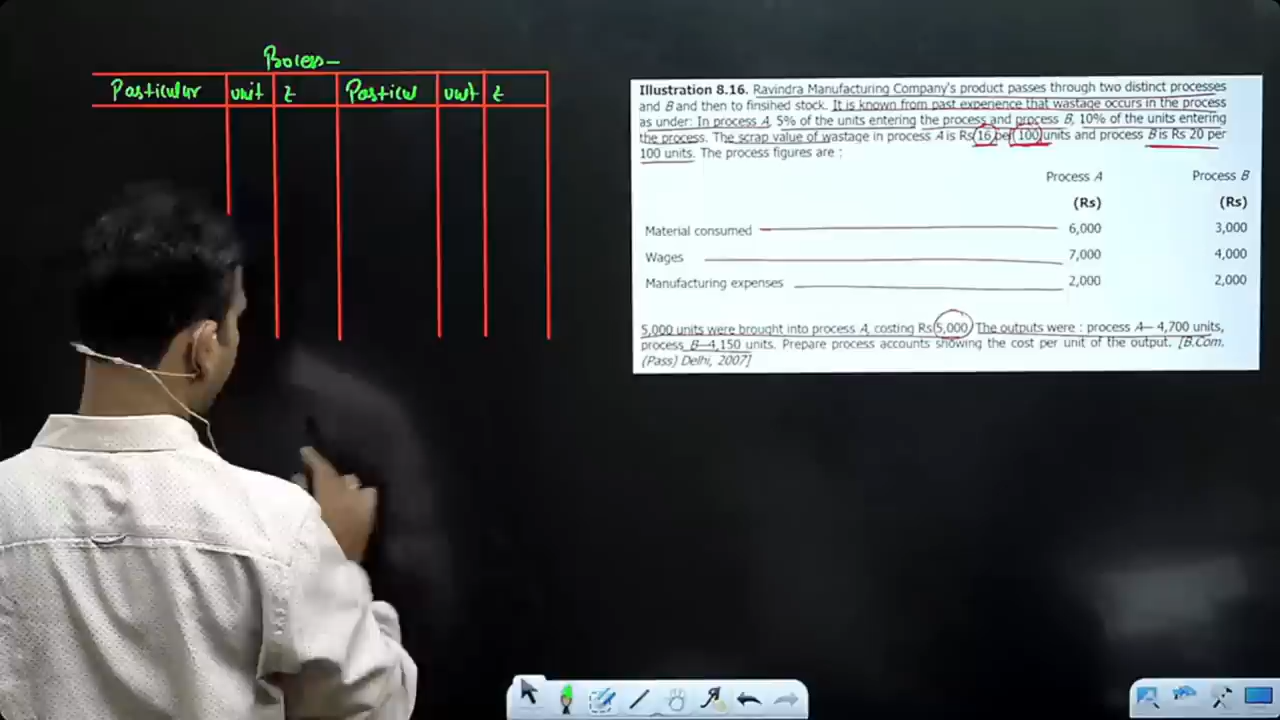 Process–
Particular unit ₹ Particul unit ₹
Illustration 8.16. Ravindra Manufacturing Company's product passes through two distinct processes
and B and then to finsihed stock. It is known from past experience that wastage occurs in the process
as under: In process A, 5% of the units entering the process and process B, 10% of the units entering
the process. The scrap value of wastage in process A is Rs 16 per 100 units and process B is Rs 20 per
100 units. The process figures are :
Process A Process B
(Rs) (Rs)
Material consumed 6,000 3,000
Wages 7,000 4,000
Manufacturing expenses 2,000 2,000
5,000 units were brought into process A, costing Rs 5,000 The outputs were : process A— 4,700 units,
process B—4,150 units. Prepare process accounts showing the cost per unit of the output. [B.Com.
(Pass) Delhi, 2007]